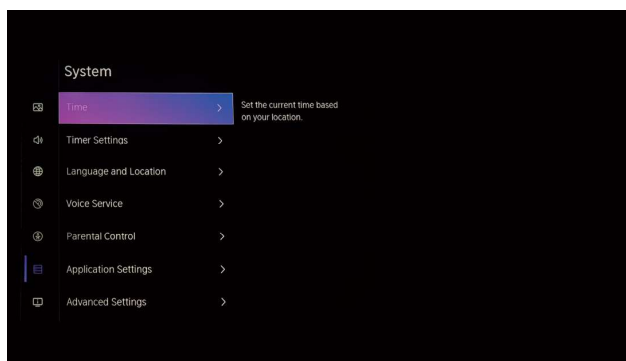 System
Time
Set the current time based
on your location.
Timer Settings
Language and Location
Voice Service
Parental Control
Application Settings
Advanced Settings